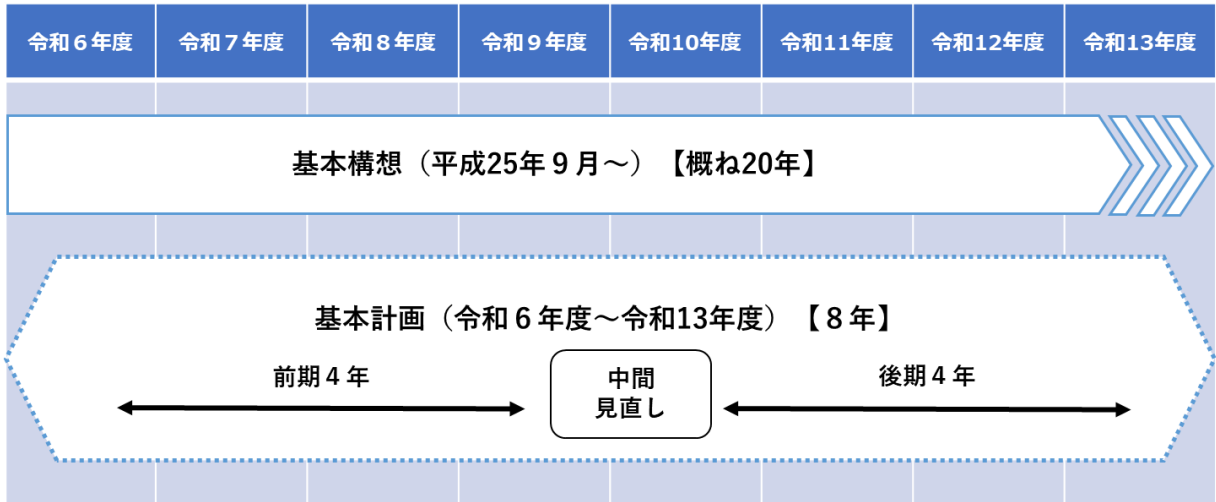 令和６年度
令和７年度
令和８年度
令和９年度
令和10年度
令和11年度
令和12年度
令和13年度
基本構想（平成25年９月～）【概ね20年】
基本計画（令和６年度～令和13年度）【８年】
前期４年
中間
見直し
後期４年